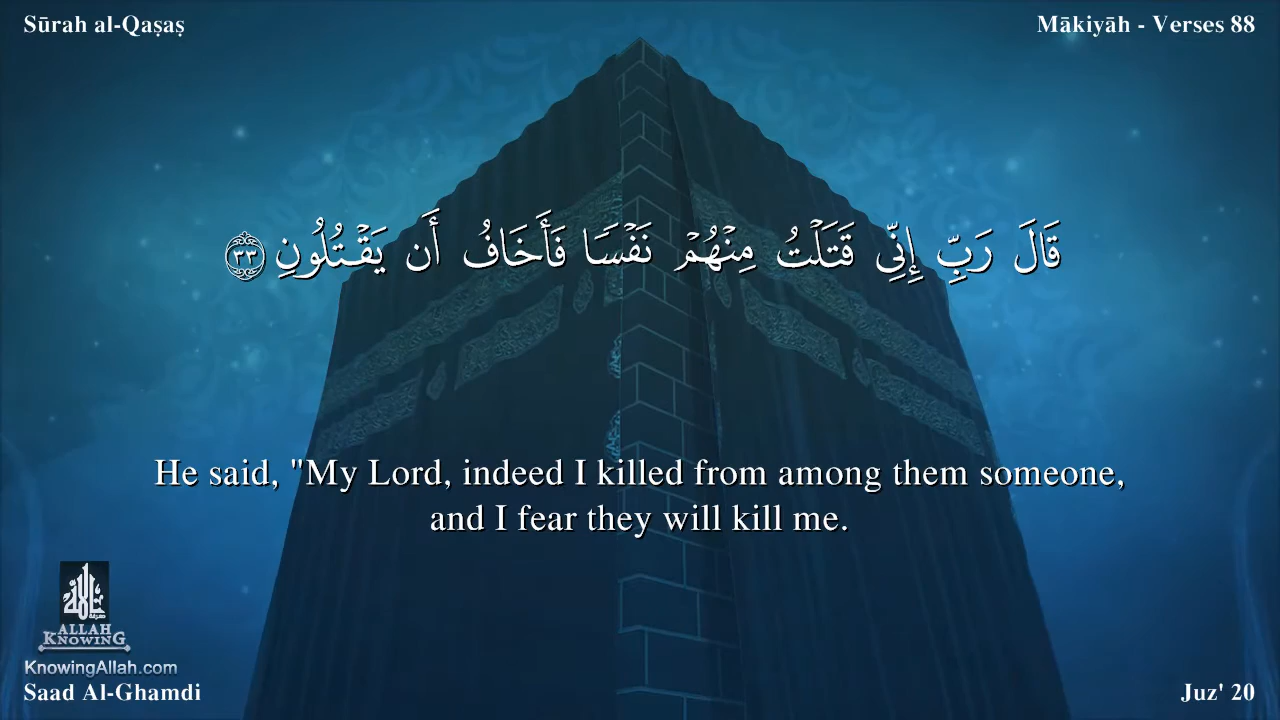 Sūrah al-Qaṣaṣ
Mākiyāh - Verses 88
قَالَ رَبِّ إِنِّى قَتَلْتُ مِنْهُمْ نَفْسًا فَأَخَافُ أَن يَقْتُلُونِ ٣٣
He said, "My Lord, indeed I killed from among them someone,
and I fear they will kill me.
ALLAH
KNOWING
KnowingAllah.com
Saad Al-Ghamdi
Juz' 20